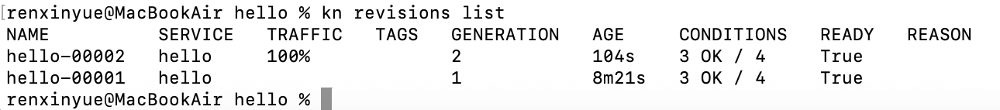 [renxinyue@MacBookAir hello % kn revisions list
NAME SERVICE TRAFFIC TAGS GENERATION AGE CONDITIONS READY REASON
hello-00002 hello 100% 2 104s 3 OK / 4 True
hello-00001 hello 1 8m21s 3 OK / 4 True
renxinyue@MacBookAir hello %